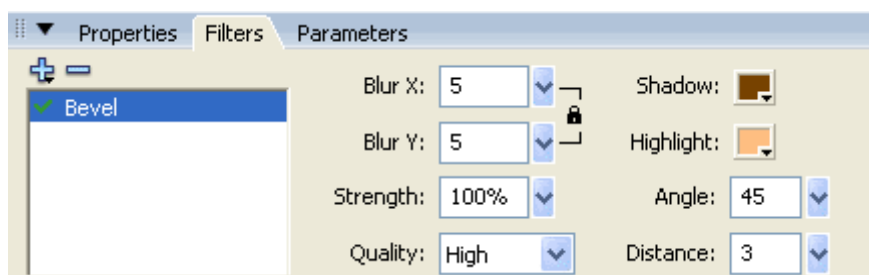 Properties Filters Parameters
Blur X: 5 Shadow:
Bevel
Blur Y: 5 Highlight:
Strength: 100% Angle: 45
Quality: High Distance: 3